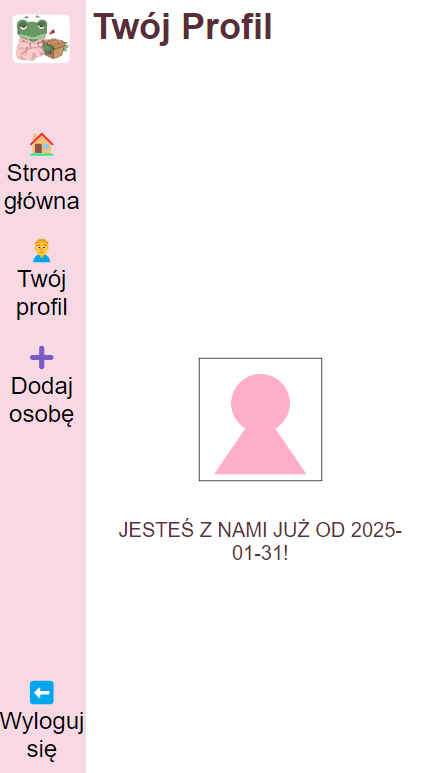 Twój Profil
Strona
główna
Twój
profil
Dodaj
osobę
JESTEŚ Z NAMI JUŻ OD 2025-
01-31!
Wyloguj
się